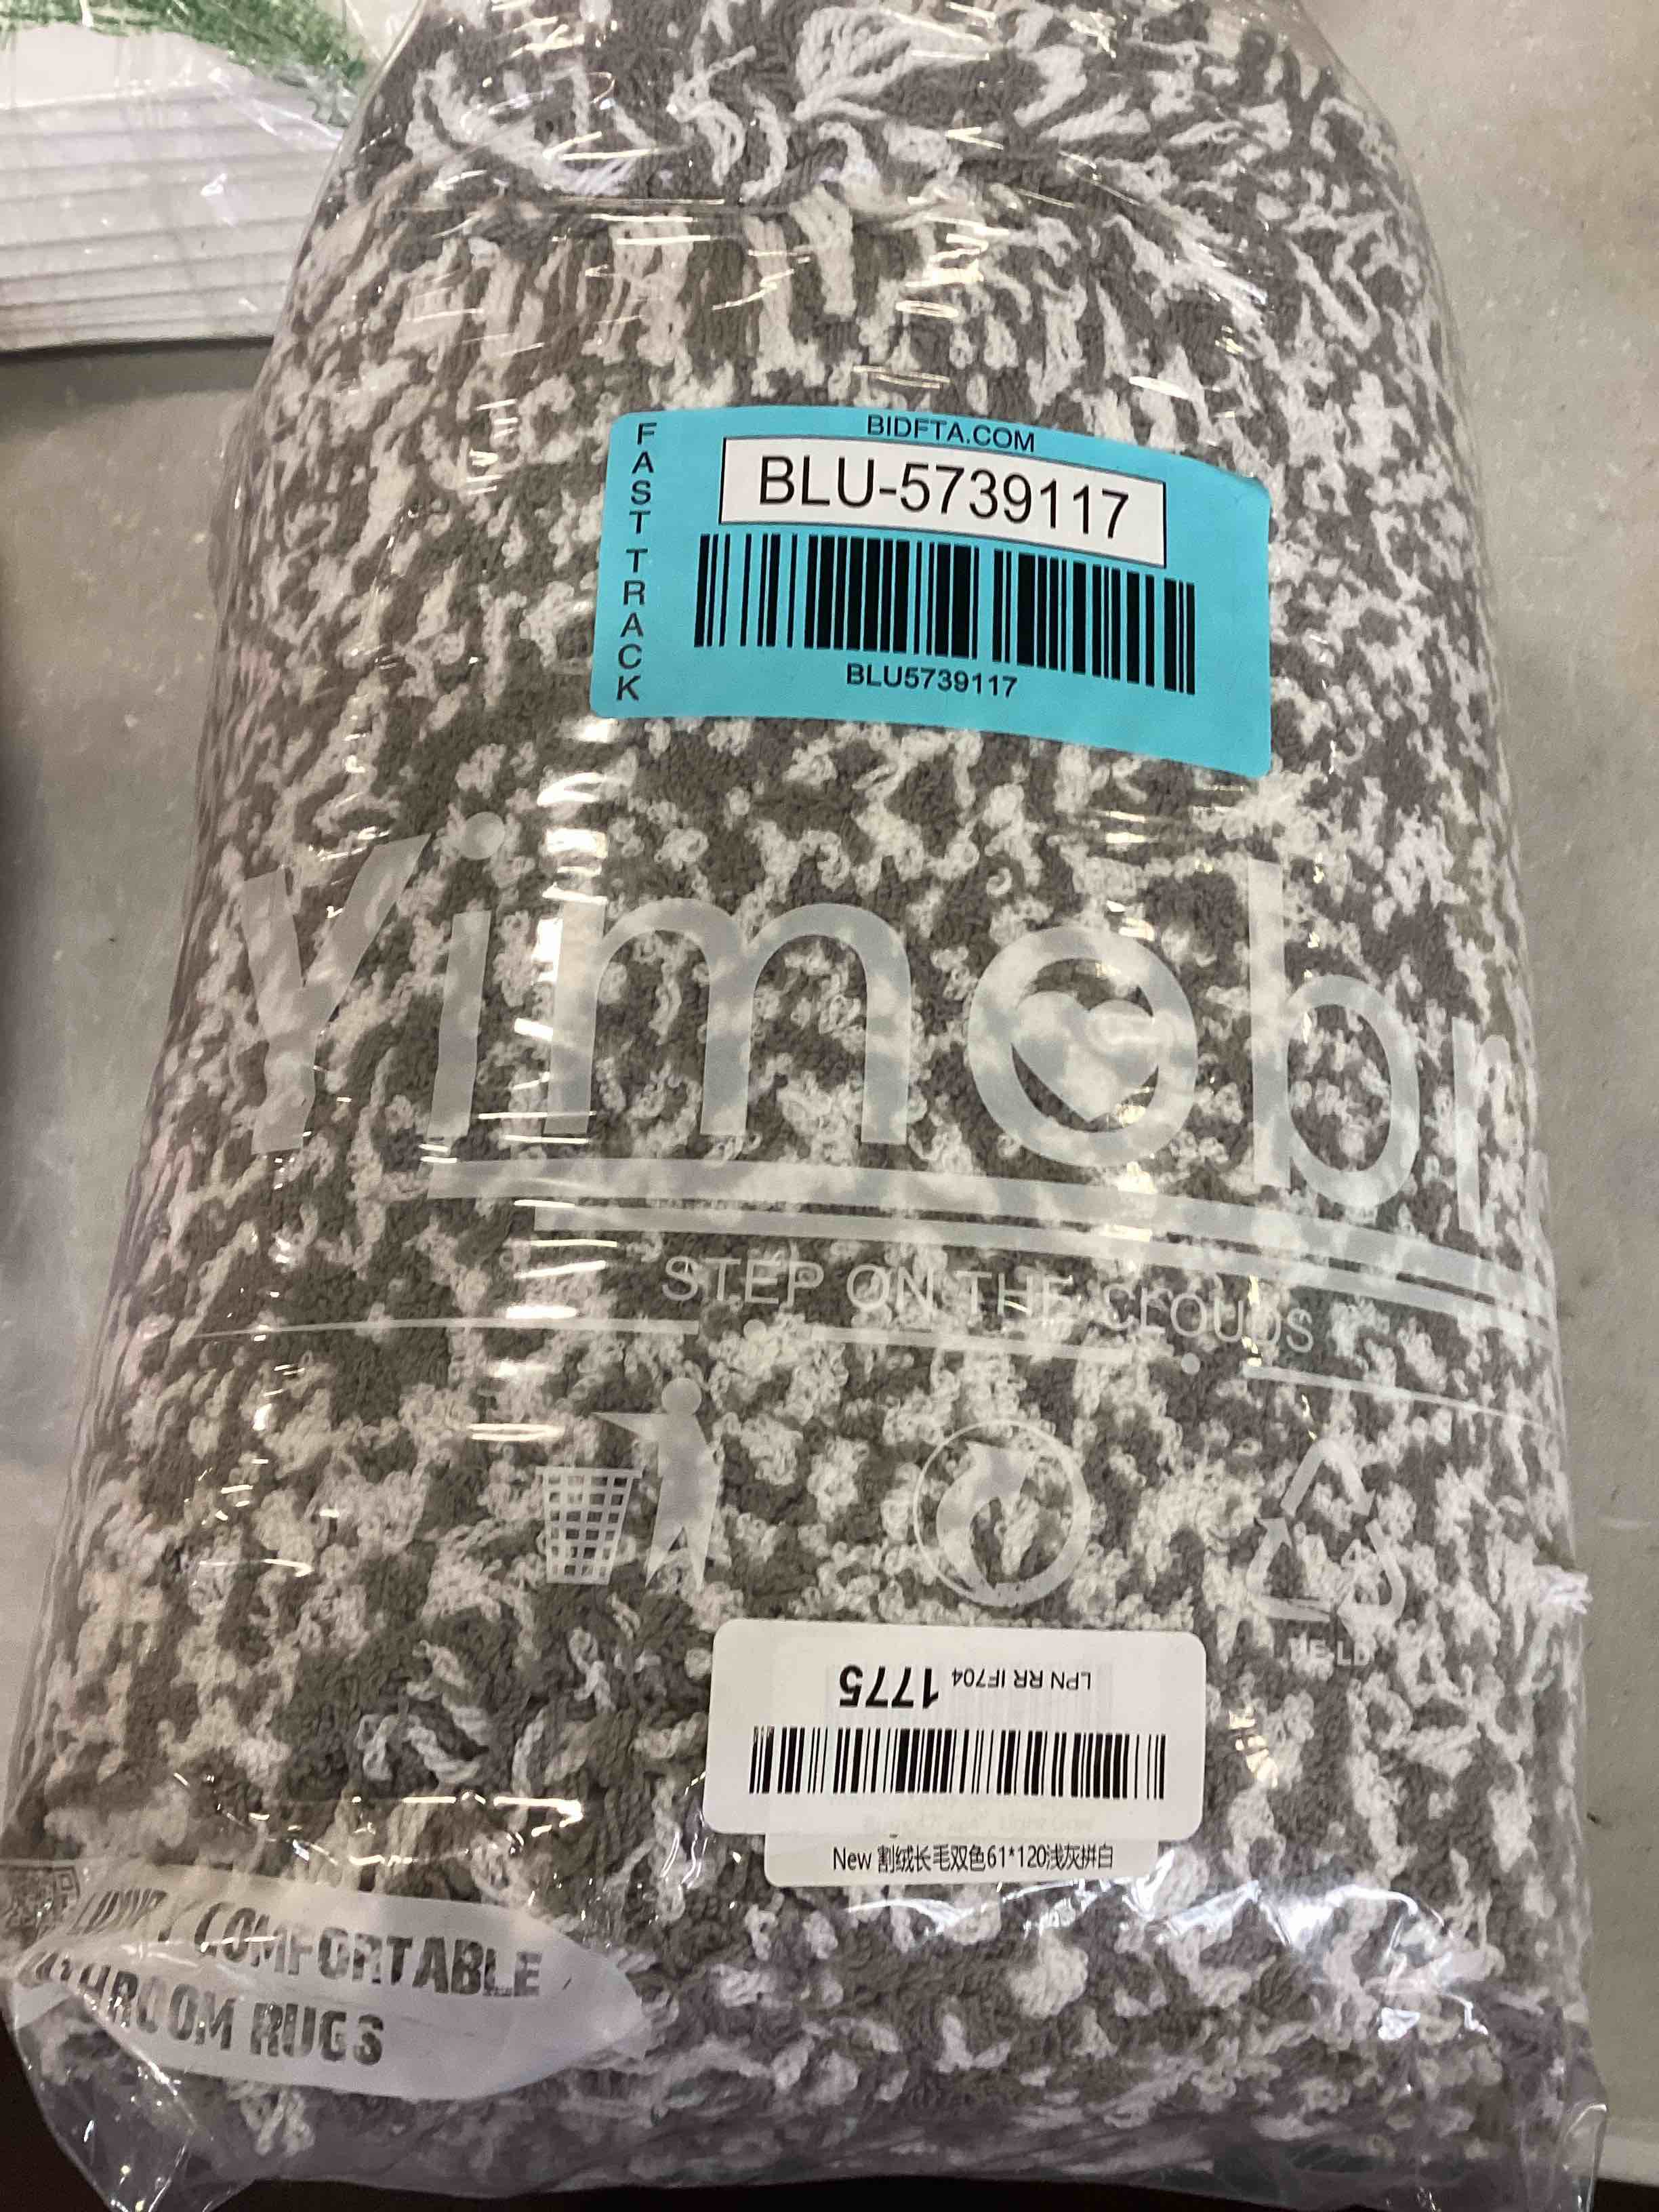 BIDFTA.COM
FAST TRACK
BLU-5739117
BLU5739117
Yimob
STEP ON THE CLOUDS
LPN RR IF704 1775
New 割绒长毛双色61*120浅灰拼白
COMFORTABLE
RUGS